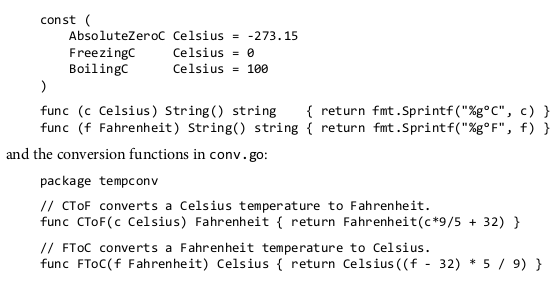 const (
    AbsoluteZeroC Celsius = -273.15
    FreezingC     Celsius = 0
    BoilingC      Celsius = 100
)
func (c Celsius) String() string    { return fmt.Sprintf("%g°C", c) }
func (f Fahrenheit) String() string { return fmt.Sprintf("%g°F", f) }
and the conversion functions in conv.go:
package tempconv
// CToF converts a Celsius temperature to Fahrenheit.
func CToF(c Celsius) Fahrenheit { return Fahrenheit(c*9/5 + 32) }
// FToC converts a Fahrenheit temperature to Celsius.
func FToC(f Fahrenheit) Celsius { return Celsius((f - 32) * 5 / 9) }